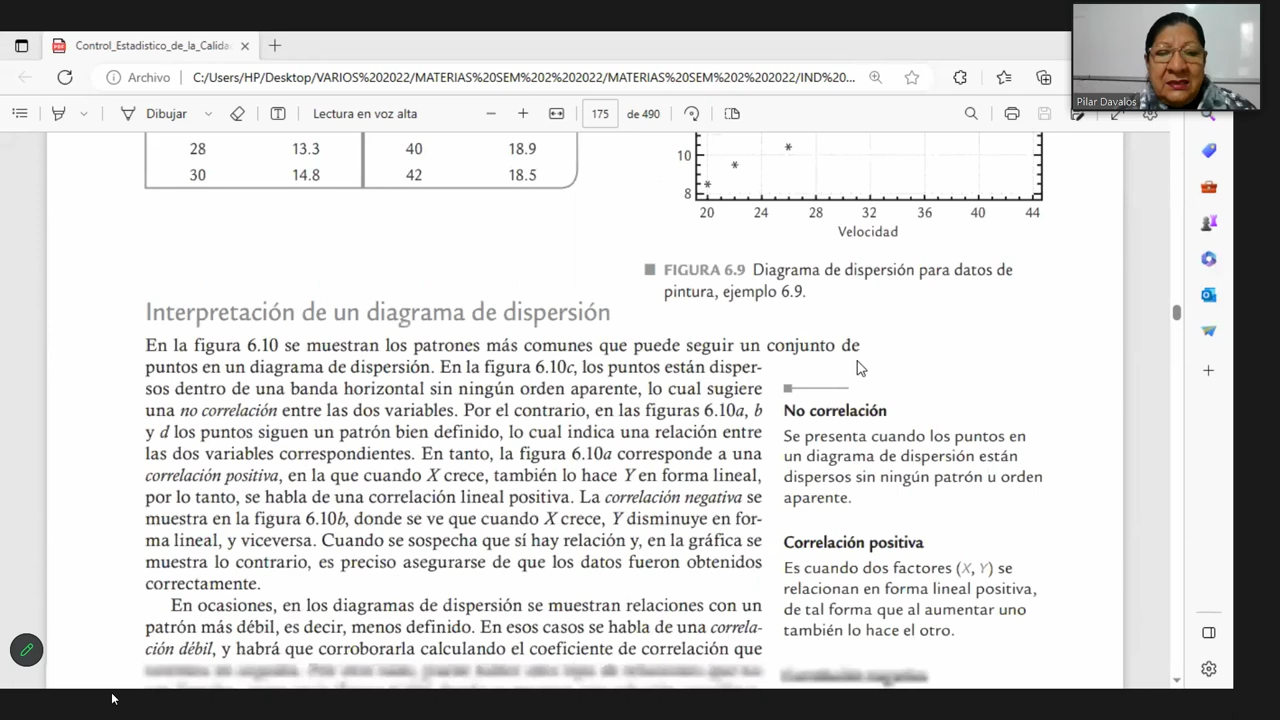 Control_Estadistico_de_la_Calida
Pilar Davalos
Archivo
C:/Users/HP/Desktop/VARIOS%202022/MATERIAS%20SEM%202%202022/MATERIAS%20SEM%202%202022/IND%20...
Dibujar
Lectura en voz alta
175 de 490
28 13.3 40 18.9
30 14.8 42 18.5
10
8
20 24 28 32 36 40 44
Velocidad
FIGURA 6.9 Diagrama de dispersión para datos de
pintura, ejemplo 6.9.
Interpretación de un diagrama de dispersión
En la figura 6.10 se muestran los patrones más comunes que puede seguir un conjunto de
puntos en un diagrama de dispersión. En la figura 6.10c, los puntos están disper-
sos dentro de una banda horizontal sin ningún orden aparente, lo cual sugiere
una no correlación entre las dos variables. Por el contrario, en las figuras 6.10a, b
y d los puntos siguen un patrón bien definido, lo cual indica una relación entre
las dos variables correspondientes. En tanto, la figura 6.10a corresponde a una
correlación positiva, en la que cuando X crece, también lo hace Y en forma lineal,
por lo tanto, se habla de una correlación lineal positiva. La correlación negativa se
muestra en la figura 6.10b, donde se ve que cuando X crece, Y disminuye en for-
ma lineal, y viceversa. Cuando se sospecha que sí hay relación y, en la gráfica se
muestra lo contrario, es preciso asegurarse de que los datos fueron obtenidos
correctamente.
En ocasiones, en los diagramas de dispersión se muestran relaciones con un
patrón más débil, es decir, menos definido. En esos casos se habla de una correla-
ción débil, y habrá que corroborarla calculando el coeficiente de correlación que
No correlación
Se presenta cuando los puntos en
un diagrama de dispersión están
dispersos sin ningún patrón u orden
aparente.
Correlación positiva
Es cuando dos factores (X, Y) se
relacionan en forma lineal positiva,
de tal forma que al aumentar uno
también lo hace el otro.